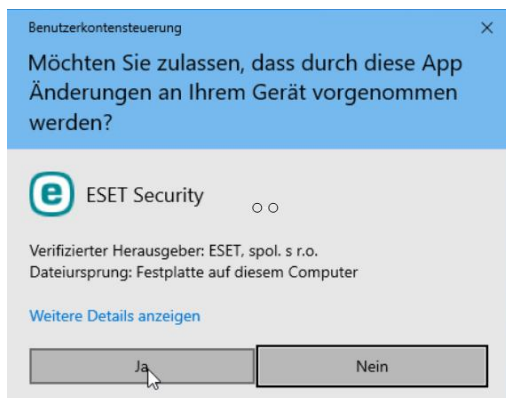 Benutzerkontensteuerung
Möchten Sie zulassen, dass durch diese App
Änderungen an Ihrem Gerät vorgenommen
werden?
ESET Security
Verifizierter Herausgeber: ESET, spol. s r.o.
Dateiursprung: Festplatte auf diesem Computer
Weitere Details anzeigen
Ja
Nein